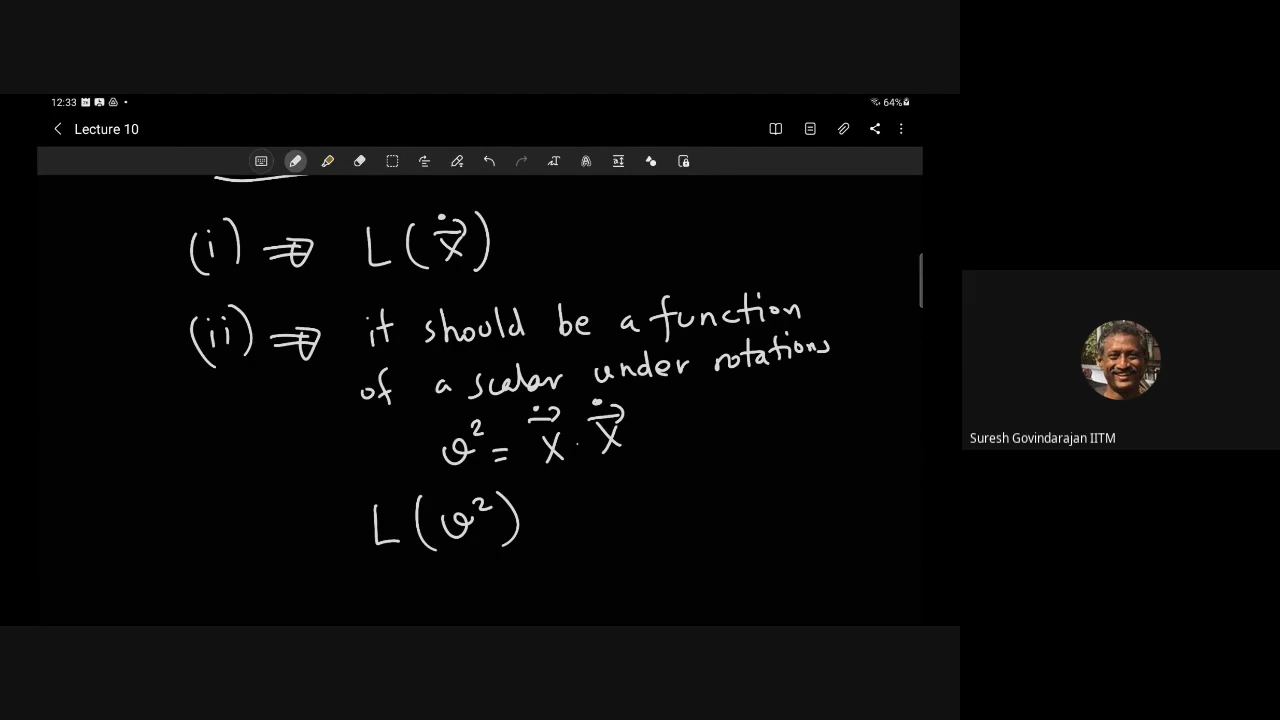 12:33
64%
Lecture 10
(i) ⇒ L(ẋ⃗)
(ii) ⇒ it should be a function
of a scalar under rotations
v² = ẋ⃗ · ẋ⃗
L(v²)
Suresh Govindarajan IITM